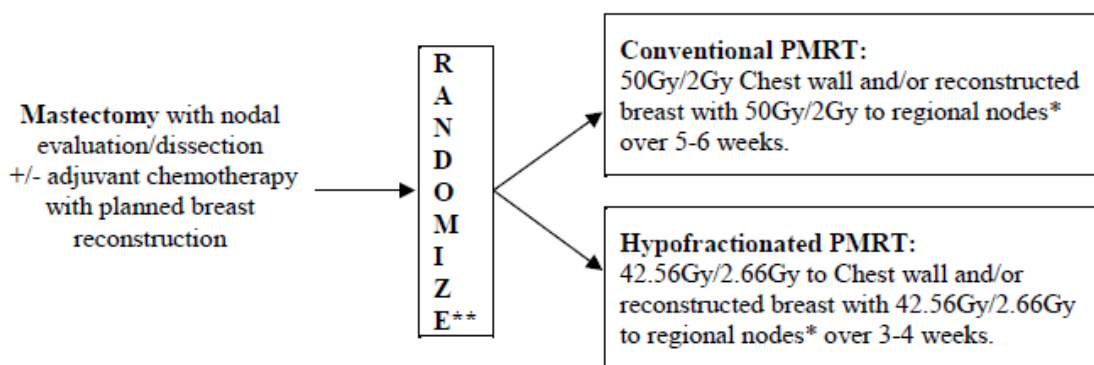 Mastectomy with nodal
evaluation/dissection
+/- adjuvant chemotherapy
with planned breast
reconstruction
R
A
N
D
O
M
I
Z
E**
Conventional PMRT:
50Gy/2Gy Chest wall and/or reconstructed
breast with 50Gy/2Gy to regional nodes*
over 5-6 weeks.
Hypofractionated PMRT:
42.56Gy/2.66Gy to Chest wall and/or
reconstructed breast with 42.56Gy/2.66Gy
to regional nodes* over 3-4 weeks.